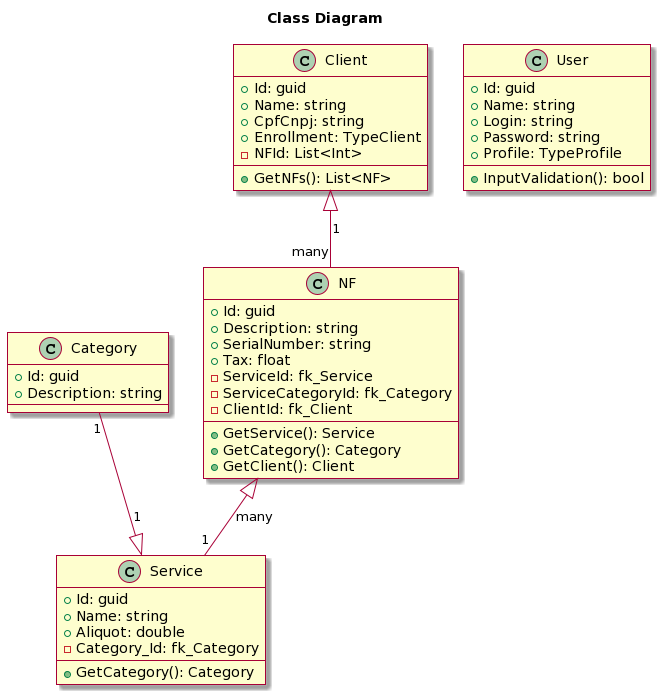 Class Diagram
C Client
Id: guid
Name: string
CpfCnpj: string
Enrollment: TypeClient
NFId: List<Int>
GetNFs(): List<NF>
C User
Id: guid
Name: string
Login: string
Password: string
Profile: TypeProfile
InputValidation(): bool
1
many
C NF
Id: guid
Description: string
SerialNumber: string
Tax: float
ServiceId: fk_Service
ServiceCategoryId: fk_Category
ClientId: fk_Client
GetService(): Service
GetCategory(): Category
GetClient(): Client
C Category
Id: guid
Description: string
1
1
many
1
C Service
Id: guid
Name: string
Aliquot: double
Category_Id: fk_Category
GetCategory(): Category